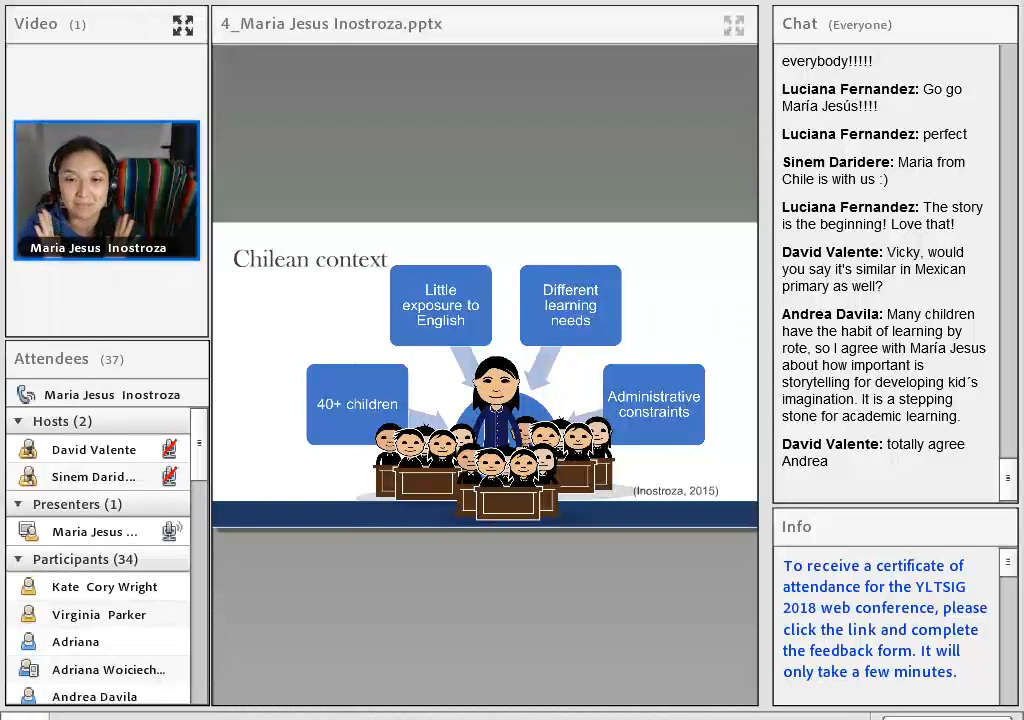 Video (1)
Maria Jesus Inostroza
Attendees (37)
Maria Jesus Inostroza
Hosts (2)
David Valente
Sinem Darid...
Presenters (1)
Maria Jesus ...
Participants (34)
Kate Cory Wright
Virginia Parker
Adriana
Adriana Woiciech...
Andrea Davila
4_Maria Jesus Inostroza.pptx
Chilean context
Little
exposure to
English
Different
learning
needs
40+ children
Administrative
constraints
(Inostroza, 2015)
Chat (Everyone)
everybody!!!!!
Luciana Fernandez: Go go
María Jesús!!!!
Luciana Fernandez: perfect
Sinem Daridere: Maria from
Chile is with us :)
Luciana Fernandez: The story
is the beginning! Love that!
David Valente: Vicky, would
you say it's similar in Mexican
primary as well?
Andrea Davila: Many children
have the habit of learning by
rote, so I agree with María Jesus
about how important is
storytelling for developing kid´s
imagination. It is a stepping
stone for academic learning.
David Valente: totally agree
Andrea
Info
To receive a certificate of
attendance for the YLTSIG
2018 web conference, please
click the link and complete
the feedback form. It will
only take a few minutes.